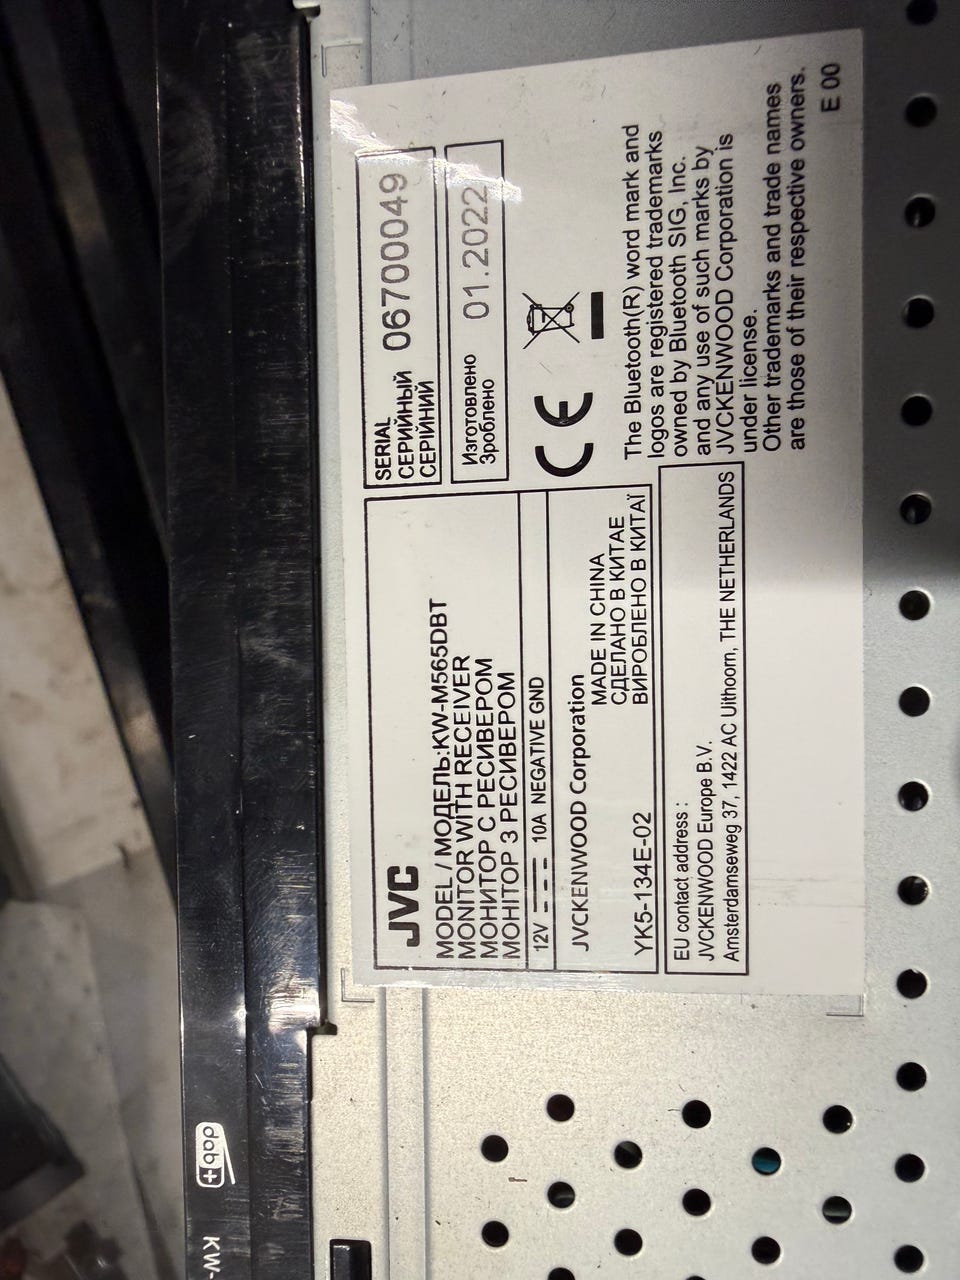 JVC
MODEL / МОДЕЛЬ:KW-M565DBT
MONITOR WITH RECEIVER
МОНИТОР С РЕСИВЕРОМ
МОНІТОР З РЕСИВЕРОМ
12V 10A NEGATIVE GND
JVCKENWOOD Corporation
MADE IN CHINA
СДЕЛАНО В КИТАЕ
YK5-134E-02 ВИРОБЛЕНО В КИТАЇ
EU contact address :
JVCKENWOOD Europe B.V.
Amsterdamseweg 37, 1422 AC Uithoorn, THE NETHERLANDS
SERIAL
СЕРИЙНЫЙ 06700049
СЕРІЙНИЙ
Изготовлено 01.2022
Зроблено
CE
The Bluetooth(R) word mark and
logos are registered trademarks
owned by Bluetooth SIG, Inc.
and any use of such marks by
JVCKENWOOD Corporation is
under license.
Other trademarks and trade names
are those of their respective owners.
E 00
dab+
KW-